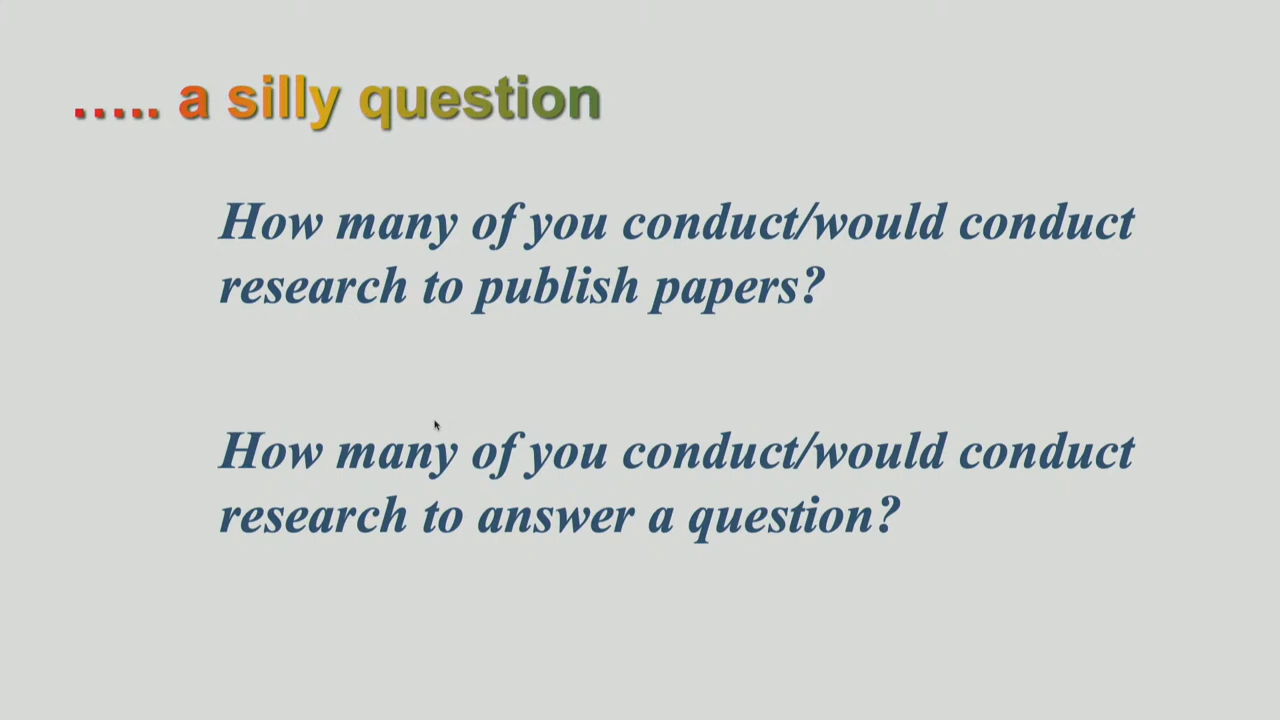 ..... a silly question
How many of you conduct/would conduct
research to publish papers?
How many of you conduct/would conduct
research to answer a question?